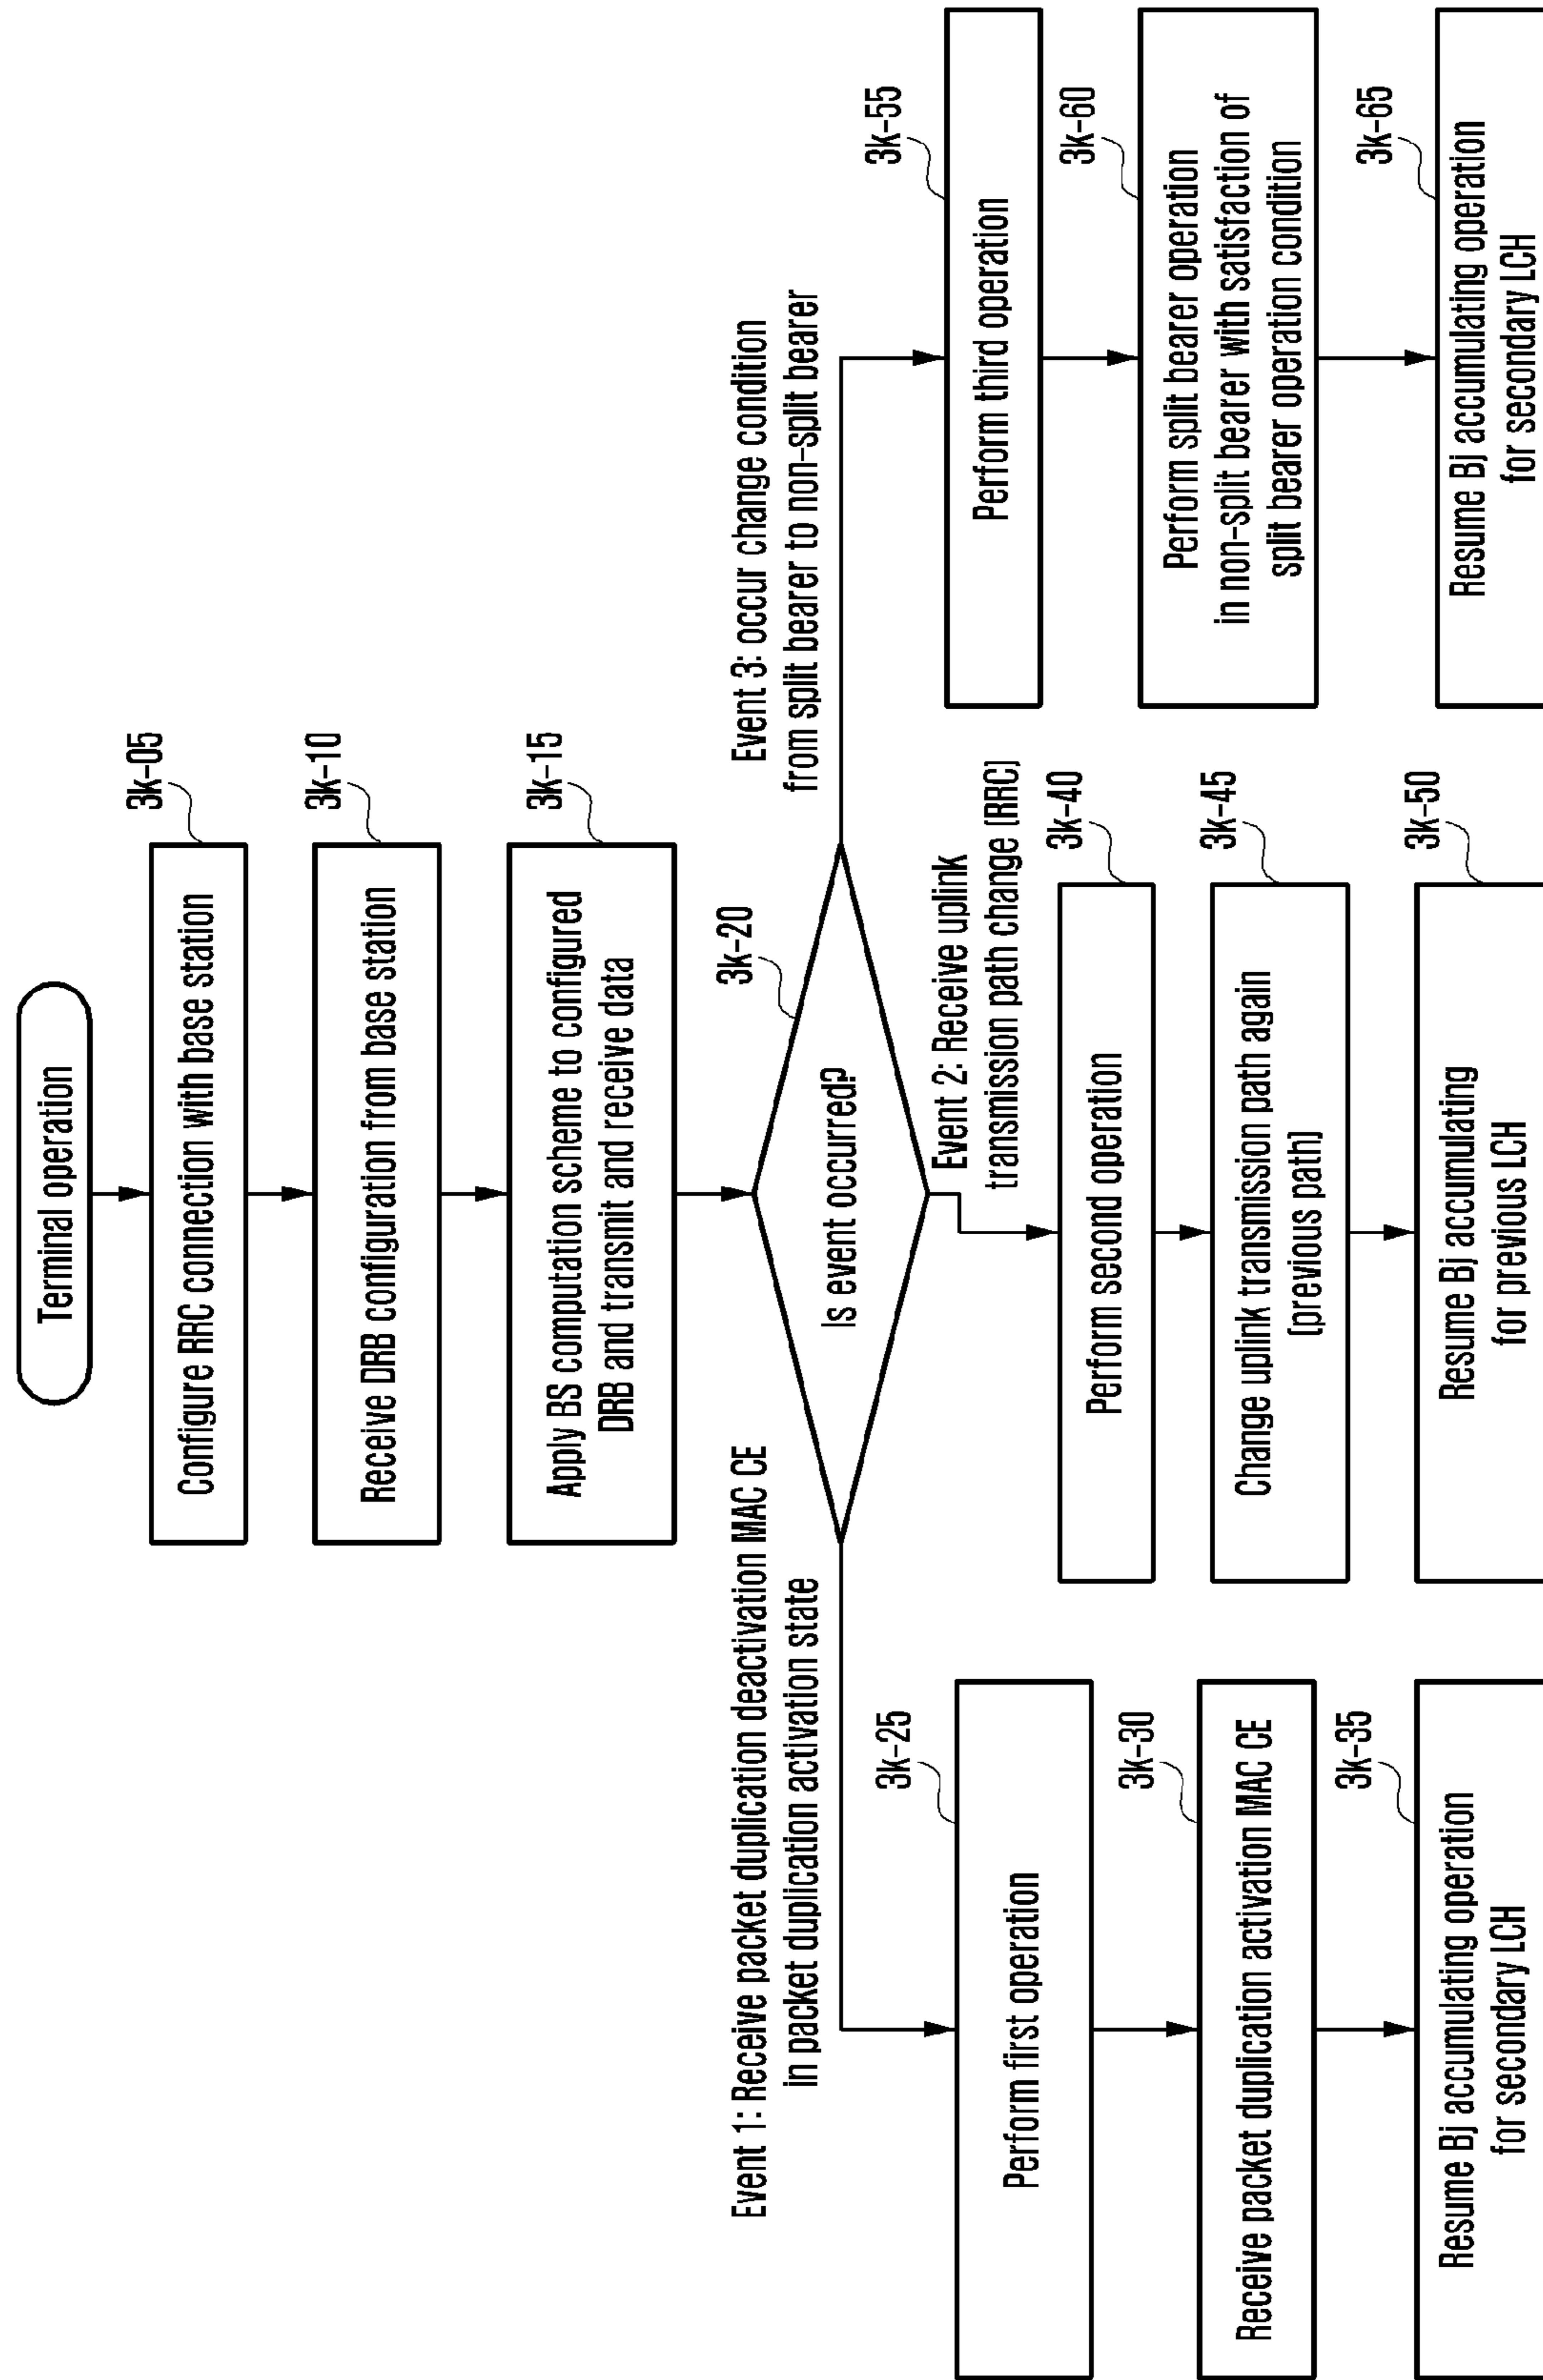 Terminal operation
3k-05
Configure RRC connection with base station
3k-10
Receive DRB configuration from base station
3k-15
Apply BS computation scheme to configured
DRB and transmit and receive data
3k-20
Is event occurred?
Event 1: Receive packet duplication deactivation MAC CE
in packet duplication activation state
3k-25
Perform first operation
3k-30
Receive packet duplication activation MAC CE
3k-35
Resume Bj accumulating operation
for secondary LCH
Event 2: Receive uplink
transmission path change (RRC)
3k-40
Perform second operation
3k-45
Change uplink transmission path again
(previous path)
3k-50
Resume Bj accumulating
for previous LCH
Event 3: occur change condition
from split bearer to non-split bearer
3k-55
Perform third operation
3k-60
Perform split bearer operation
in non-split bearer with satisfaction of
split bearer operation condition
3k-65
Resume Bj accumulating operation
for secondary LCH